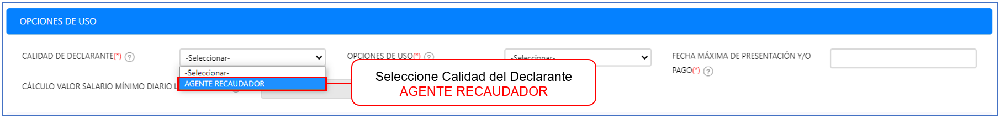 OPCIONES DE USO
CALIDAD DE DECLARANTE(*) ?
-Seleccionar-
OPCIONES DE USO(*) ?
-Seleccionar-
FECHA MÁXIMA DE PRESENTACIÓN Y/O
PAGO(*) ?
-Seleccionar-
AGENTE RECAUDADOR
CÁLCULO VALOR SALARIO MÍNIMO DIARIO L
Seleccione Calidad del Declarante
AGENTE RECAUDADOR